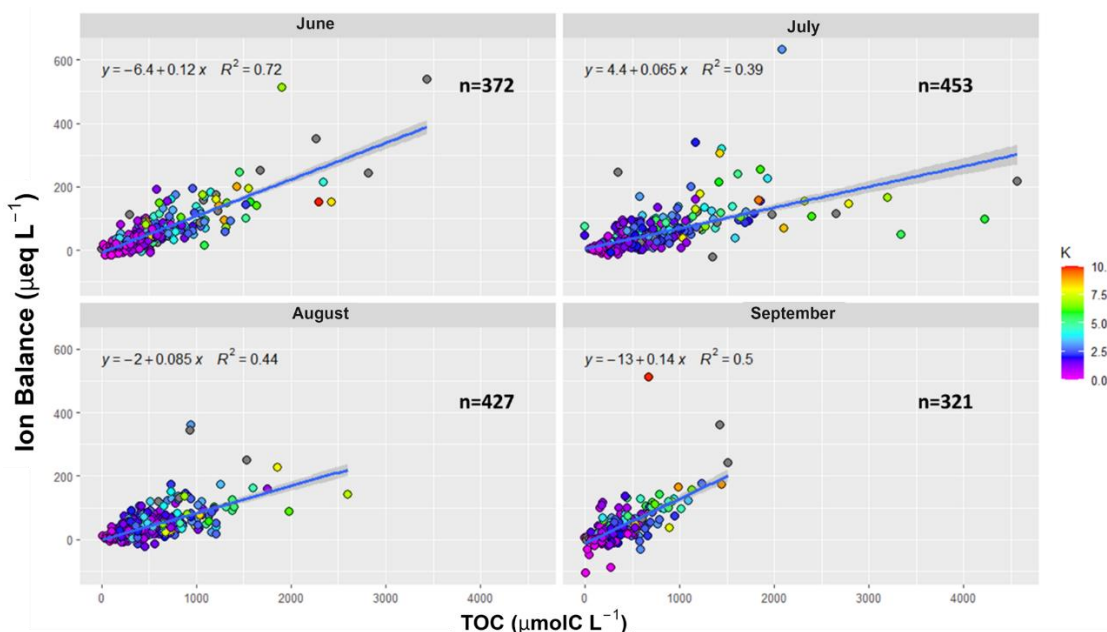 June
July
y=−6.4+0.12 x R² = 0.72
n=372
y=4.4+0.065 x R² = 0.39
n=453
600
400
200
0
August
September
y=−2+0.085 x R² = 0.44
n=427
y=−13+0.14 x R² = 0.5
n=321
600
400
200
0
0 1000 2000 3000 4000
0 1000 2000 3000 4000
Ion Balance (μeq L⁻¹)
TOC (μmolC L⁻¹)
K
10.
7.5
5.0
2.5
0.0